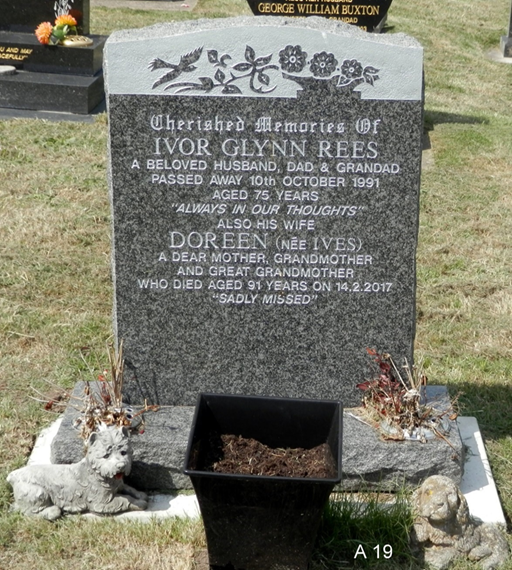 GEORGE WILLIAM BUXTON
Cherished Memories Of
IVOR GLYNN REES
A BELOVED HUSBAND, DAD & GRANDAD
PASSED AWAY 10th OCTOBER 1991
AGED 75 YEARS
"ALWAYS IN OUR THOUGHTS"
ALSO HIS WIFE
DOREEN (NÉE IVES)
A DEAR MOTHER, GRANDMOTHER
AND GREAT GRANDMOTHER
WHO DIED AGED 91 YEARS ON 14.2.2017
"SADLY MISSED"
A 19